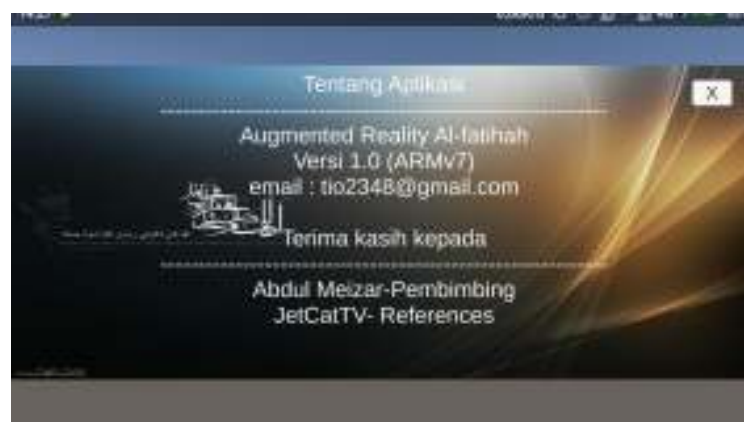 Tentang Aplikasi
X
Augmented Reality Al-fatihah
Versi 1.0 (ARMv7)
email : tio2348@gmail.com
Terima kasih kepada
Abdul Meizar-Pembimbing
JetCatTV- References